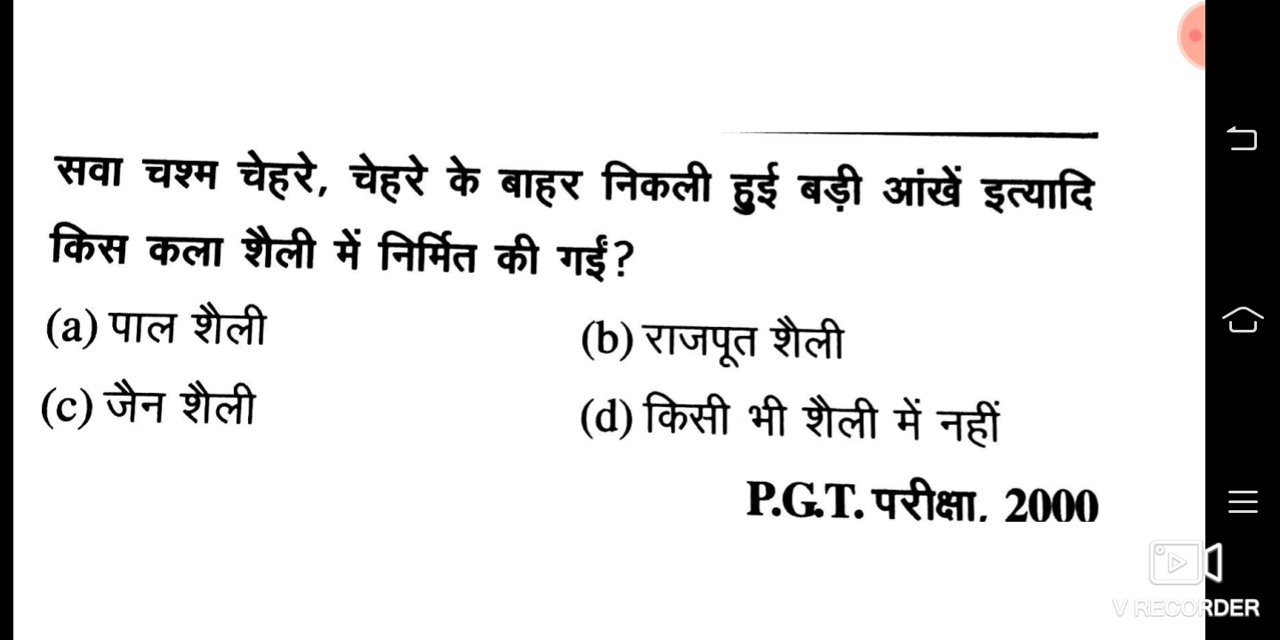 सवा चश्म चेहरे, चेहरे के बाहर निकली हुई बड़ी आंखें इत्यादि
किस कला शैली में निर्मित की गईं?
(a) पाल शैली
(b) राजपूत शैली
(c) जैन शैली
(d) किसी भी शैली में नहीं
P.G.T. परीक्षा, 2000
V RECORDER